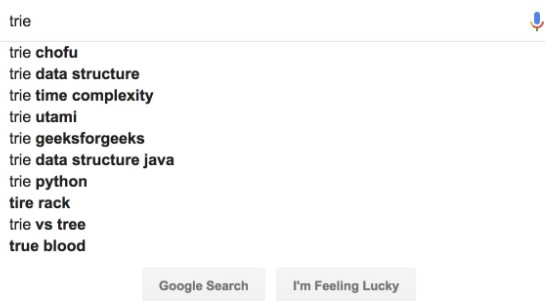 trie
trie chofu
trie data structure
trie time complexity
trie utami
trie geeksforgeeks
trie data structure java
trie python
tire rack
trie vs tree
true blood
Google Search
I'm Feeling Lucky